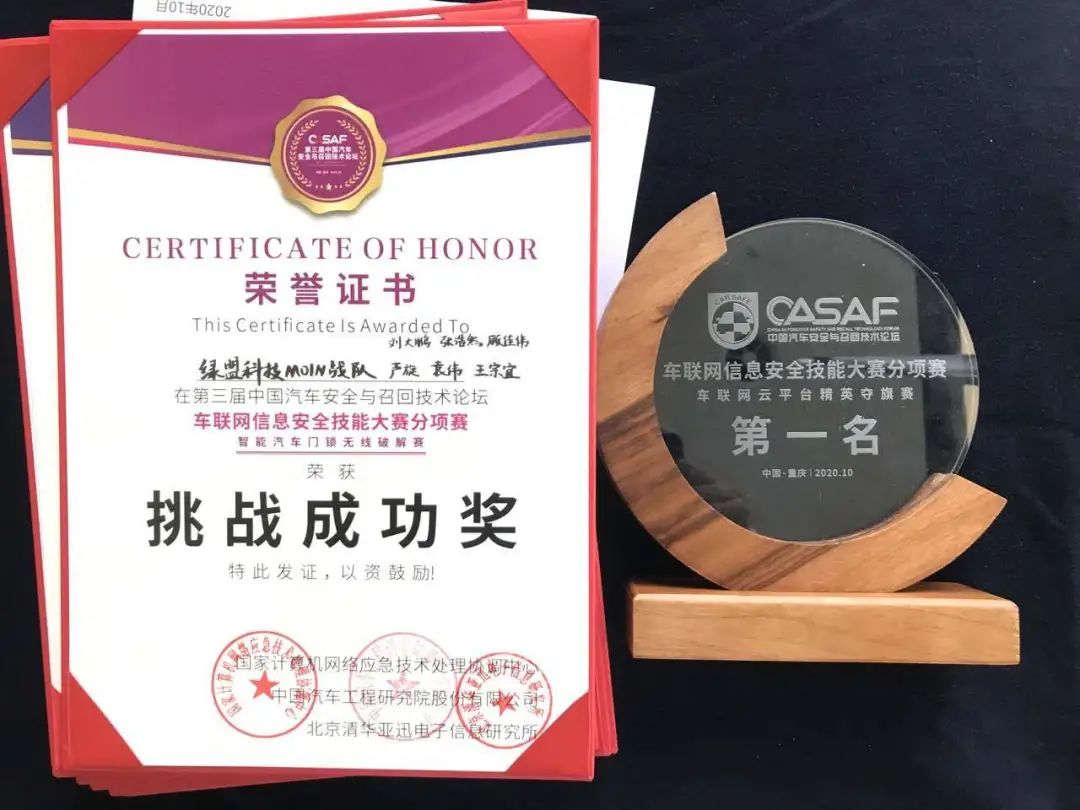 2020年10月
CASAF
第三届中国汽车
安全与召回技术论坛
CERTIFICATE OF HONOR
荣誉证书
This Certificate Is Awarded To
刘大鹏 张浩然 顾佳伟
绿盟科技MOIN战队 严旋 袁伟 王宗宜
在第三届中国汽车安全与召回技术论坛
车联网信息安全技能大赛分项赛
智能汽车门锁无线破解赛
荣获
挑战成功奖
特此发证，以资鼓励!
国家计算机网络应急技术处理协调中心
中国汽车工程研究院股份有限公司
北京清华亚迅电子信息研究所
CAR SAFE
CASAF
CHINA AUTOMOTIVE SAFETY AND RECALL TECHNOLOGY FORUM
中国汽车安全与召回技术论坛
车联网信息安全技能大赛分项赛
车联网云平台精英夺旗赛
第一名
中国·重庆 | 2020.10